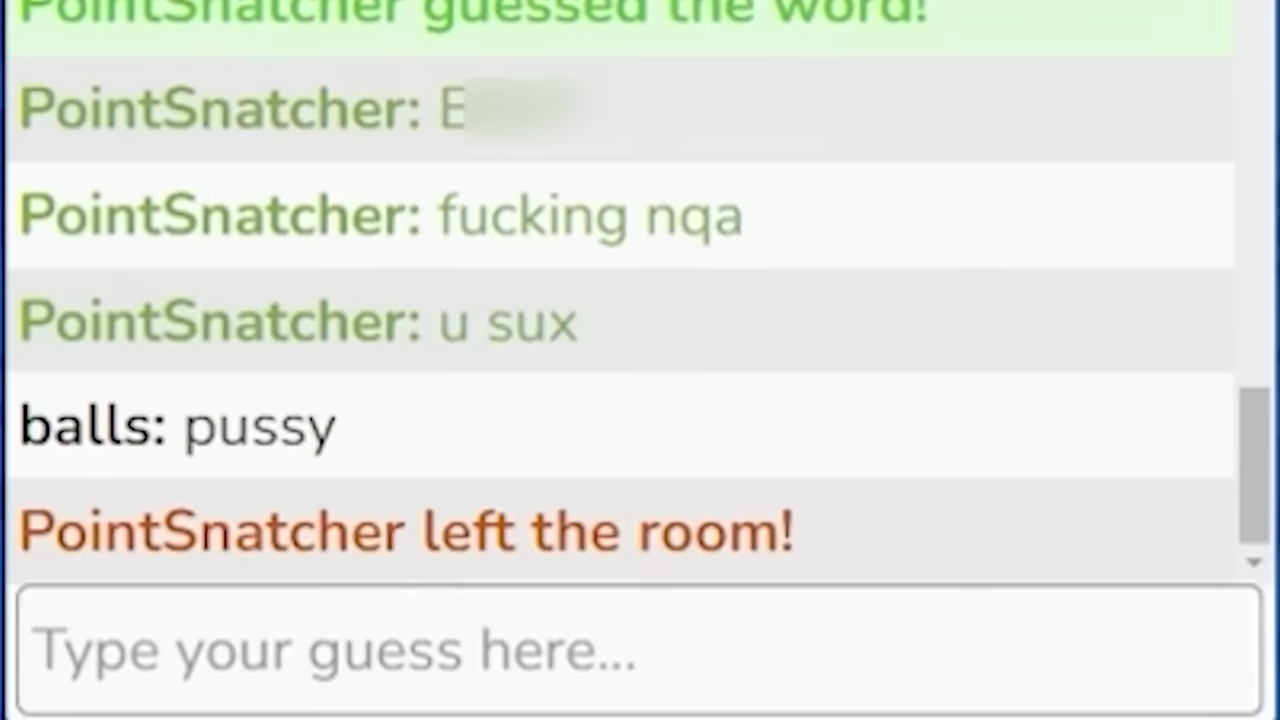 PointSnatcher guessed the word!
PointSnatcher:
PointSnatcher: fucking nqa
PointSnatcher: u sux
balls: pussy
PointSnatcher left the room!
Type your guess here...